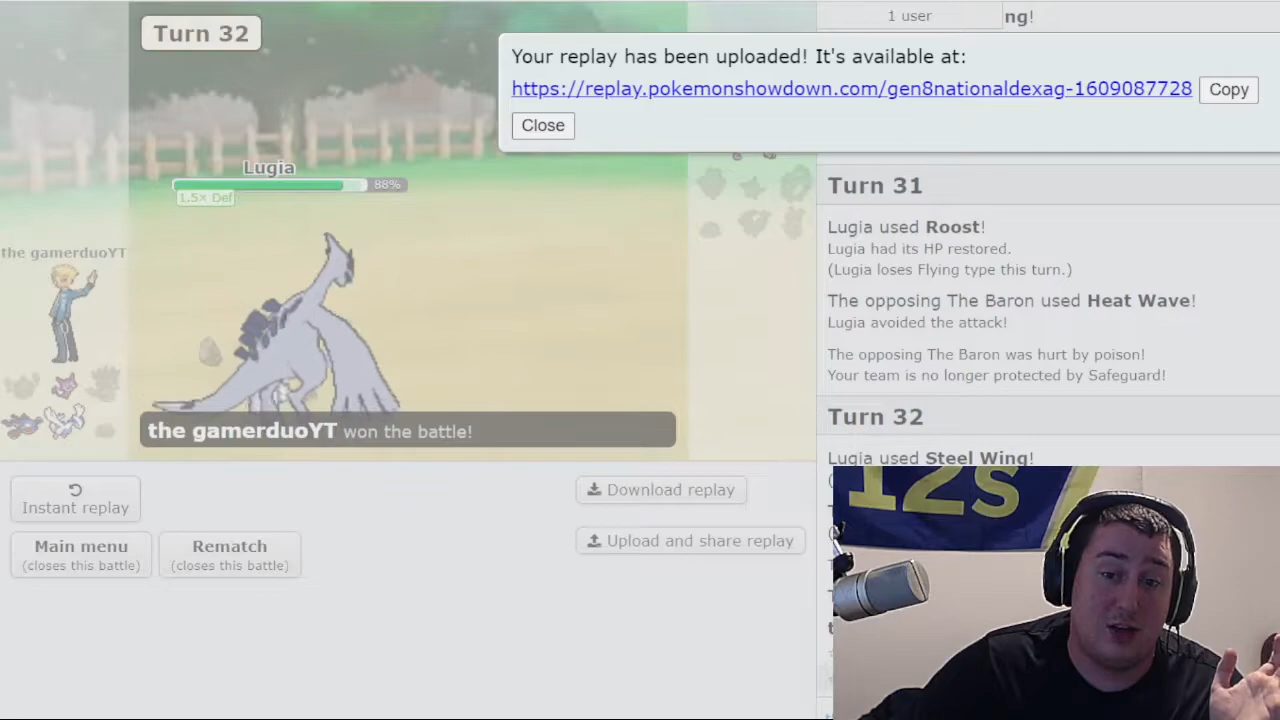 Turn 32
1 user
ng!
Your replay has been uploaded! It's available at:
https://replay.pokemonshowdown.com/gen8nationaldexag-1609087728
Copy
Close
Lugia
88%
1.5× Def
the gamerduoYT
the gamerduoYT won the battle!
Instant replay
Download replay
Upload and share replay
Main menu
(closes this battle)
Rematch
(closes this battle)
Turn 31
Lugia used Roost!
Lugia had its HP restored.
(Lugia loses Flying type this turn.)
The opposing The Baron used Heat Wave!
Lugia avoided the attack!
The opposing The Baron was hurt by poison!
Your team is no longer protected by Safeguard!
Turn 32
Lugia used Steel Wing!
12s